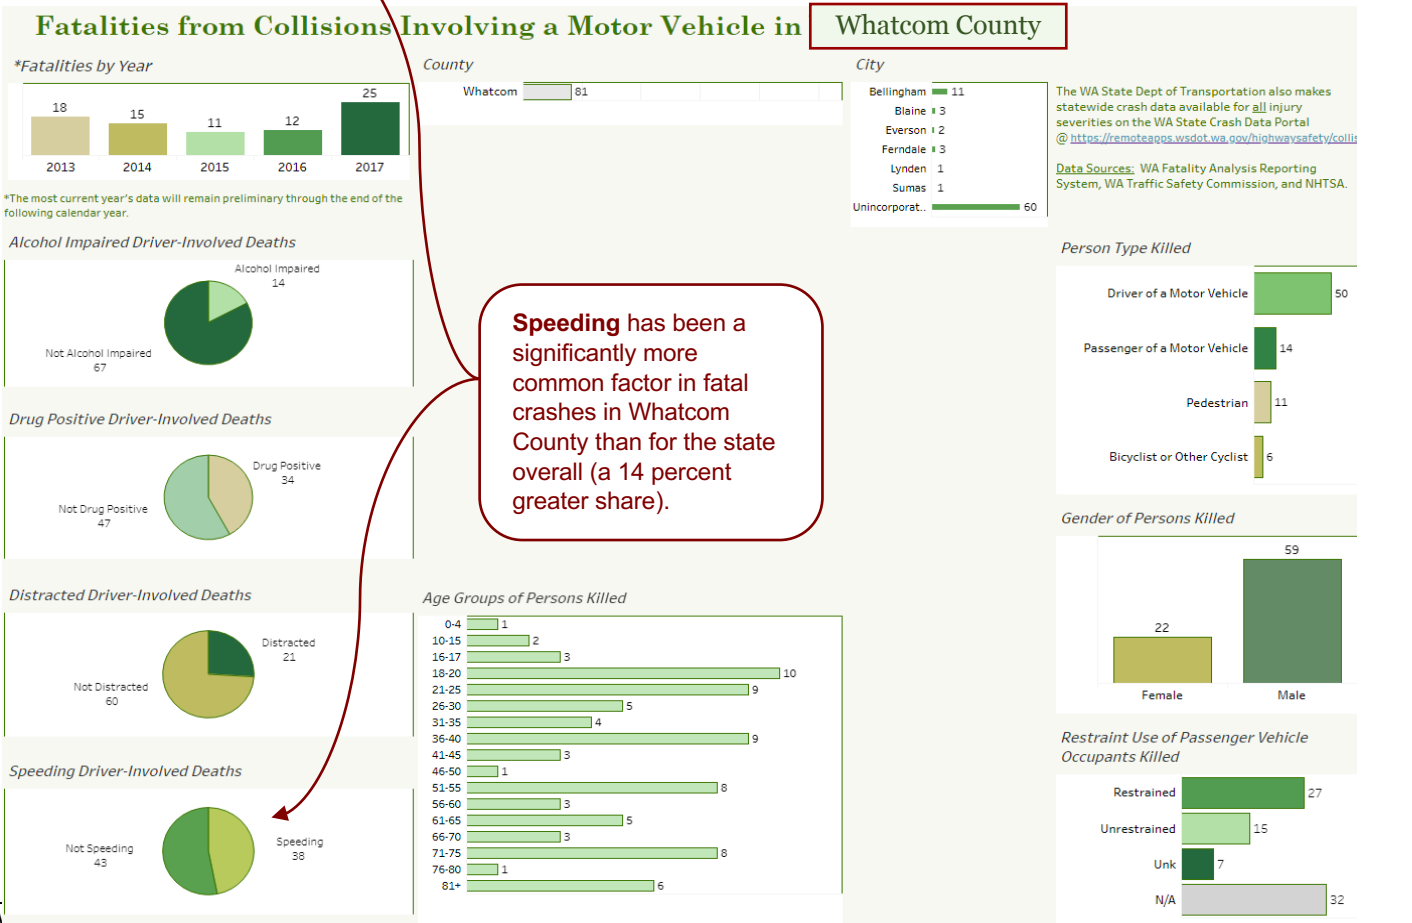 Fatalities from Collisions Involving a Motor Vehicle in Whatcom County
*Fatalities by Year
18
15
11
12
25
2013
2014
2015
2016
2017
*The most current year's data will remain preliminary through the end of the
following calendar year.
County
Whatcom 81
City
Bellingham 11
Blaine 3
Everson 2
Ferndale 3
Lynden 1
Sumas 1
Unincorporat.. 60
The WA State Dept of Transportation also makes
statewide crash data available for all injury
severities on the WA State Crash Data Portal
@ https://remoteapps.wsdot.wa.gov/highwaysafety/collis
Data Sources: WA Fatality Analysis Reporting
System, WA Traffic Safety Commission, and NHTSA.
Alcohol Impaired Driver-Involved Deaths
Alcohol Impaired
14
Not Alcohol Impaired
67
Drug Positive Driver-Involved Deaths
Drug Positive
34
Not Drug Positive
47
Distracted Driver-Involved Deaths
Distracted
21
Not Distracted
60
Speeding Driver-Involved Deaths
Not Speeding
43
Speeding
38
Speeding has been a
significantly more
common factor in fatal
crashes in Whatcom
County than for the state
overall (a 14 percent
greater share).
Age Groups of Persons Killed
0-4 1
10-15 2
16-17 3
18-20 10
21-25 9
26-30 5
31-35 4
36-40 9
41-45 3
46-50 1
51-55 8
56-60 3
61-65 5
66-70 3
71-75 8
76-80 1
81+ 6
Person Type Killed
Driver of a Motor Vehicle 50
Passenger of a Motor Vehicle 14
Pedestrian 11
Bicyclist or Other Cyclist 6
Gender of Persons Killed
22
59
Female
Male
Restraint Use of Passenger Vehicle
Occupants Killed
Restrained 27
Unrestrained 15
Unk 7
N/A 32